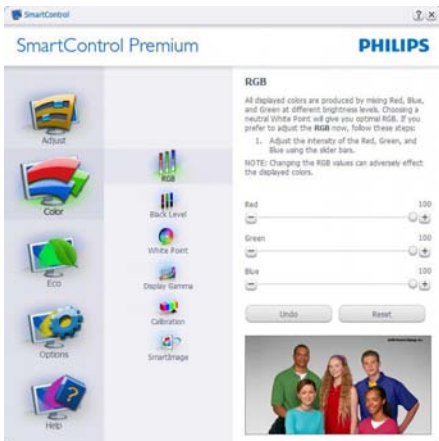 SmartControl
SmartControl Premium
PHILIPS
Adjust
Color
Eco
Options
Help
RGB
Black Level
White Point
Display Gamma
Calibration
SmartImage
RGB
All displayed colors are produced by mixing Red, Blue,
and Green at different brightness levels. Choosing a
neutral White Point will give you optimal RGB. If you
prefer to adjust the RGB now, follow these steps:
1. Adjust the intensity of the Red, Green, and
Blue using the slider bars.
NOTE: Changing the RGB values can adversely effect
the displayed colors.
Red 100
Green 100
Blue 100
Undo Reset